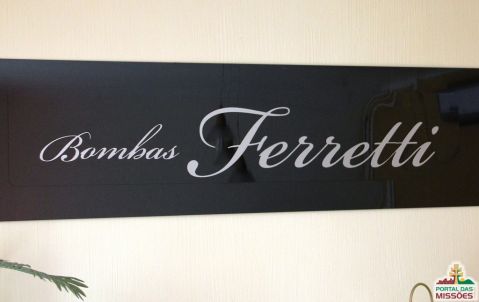 Bombas Ferretti
PORTAL DAS
MISSÕES